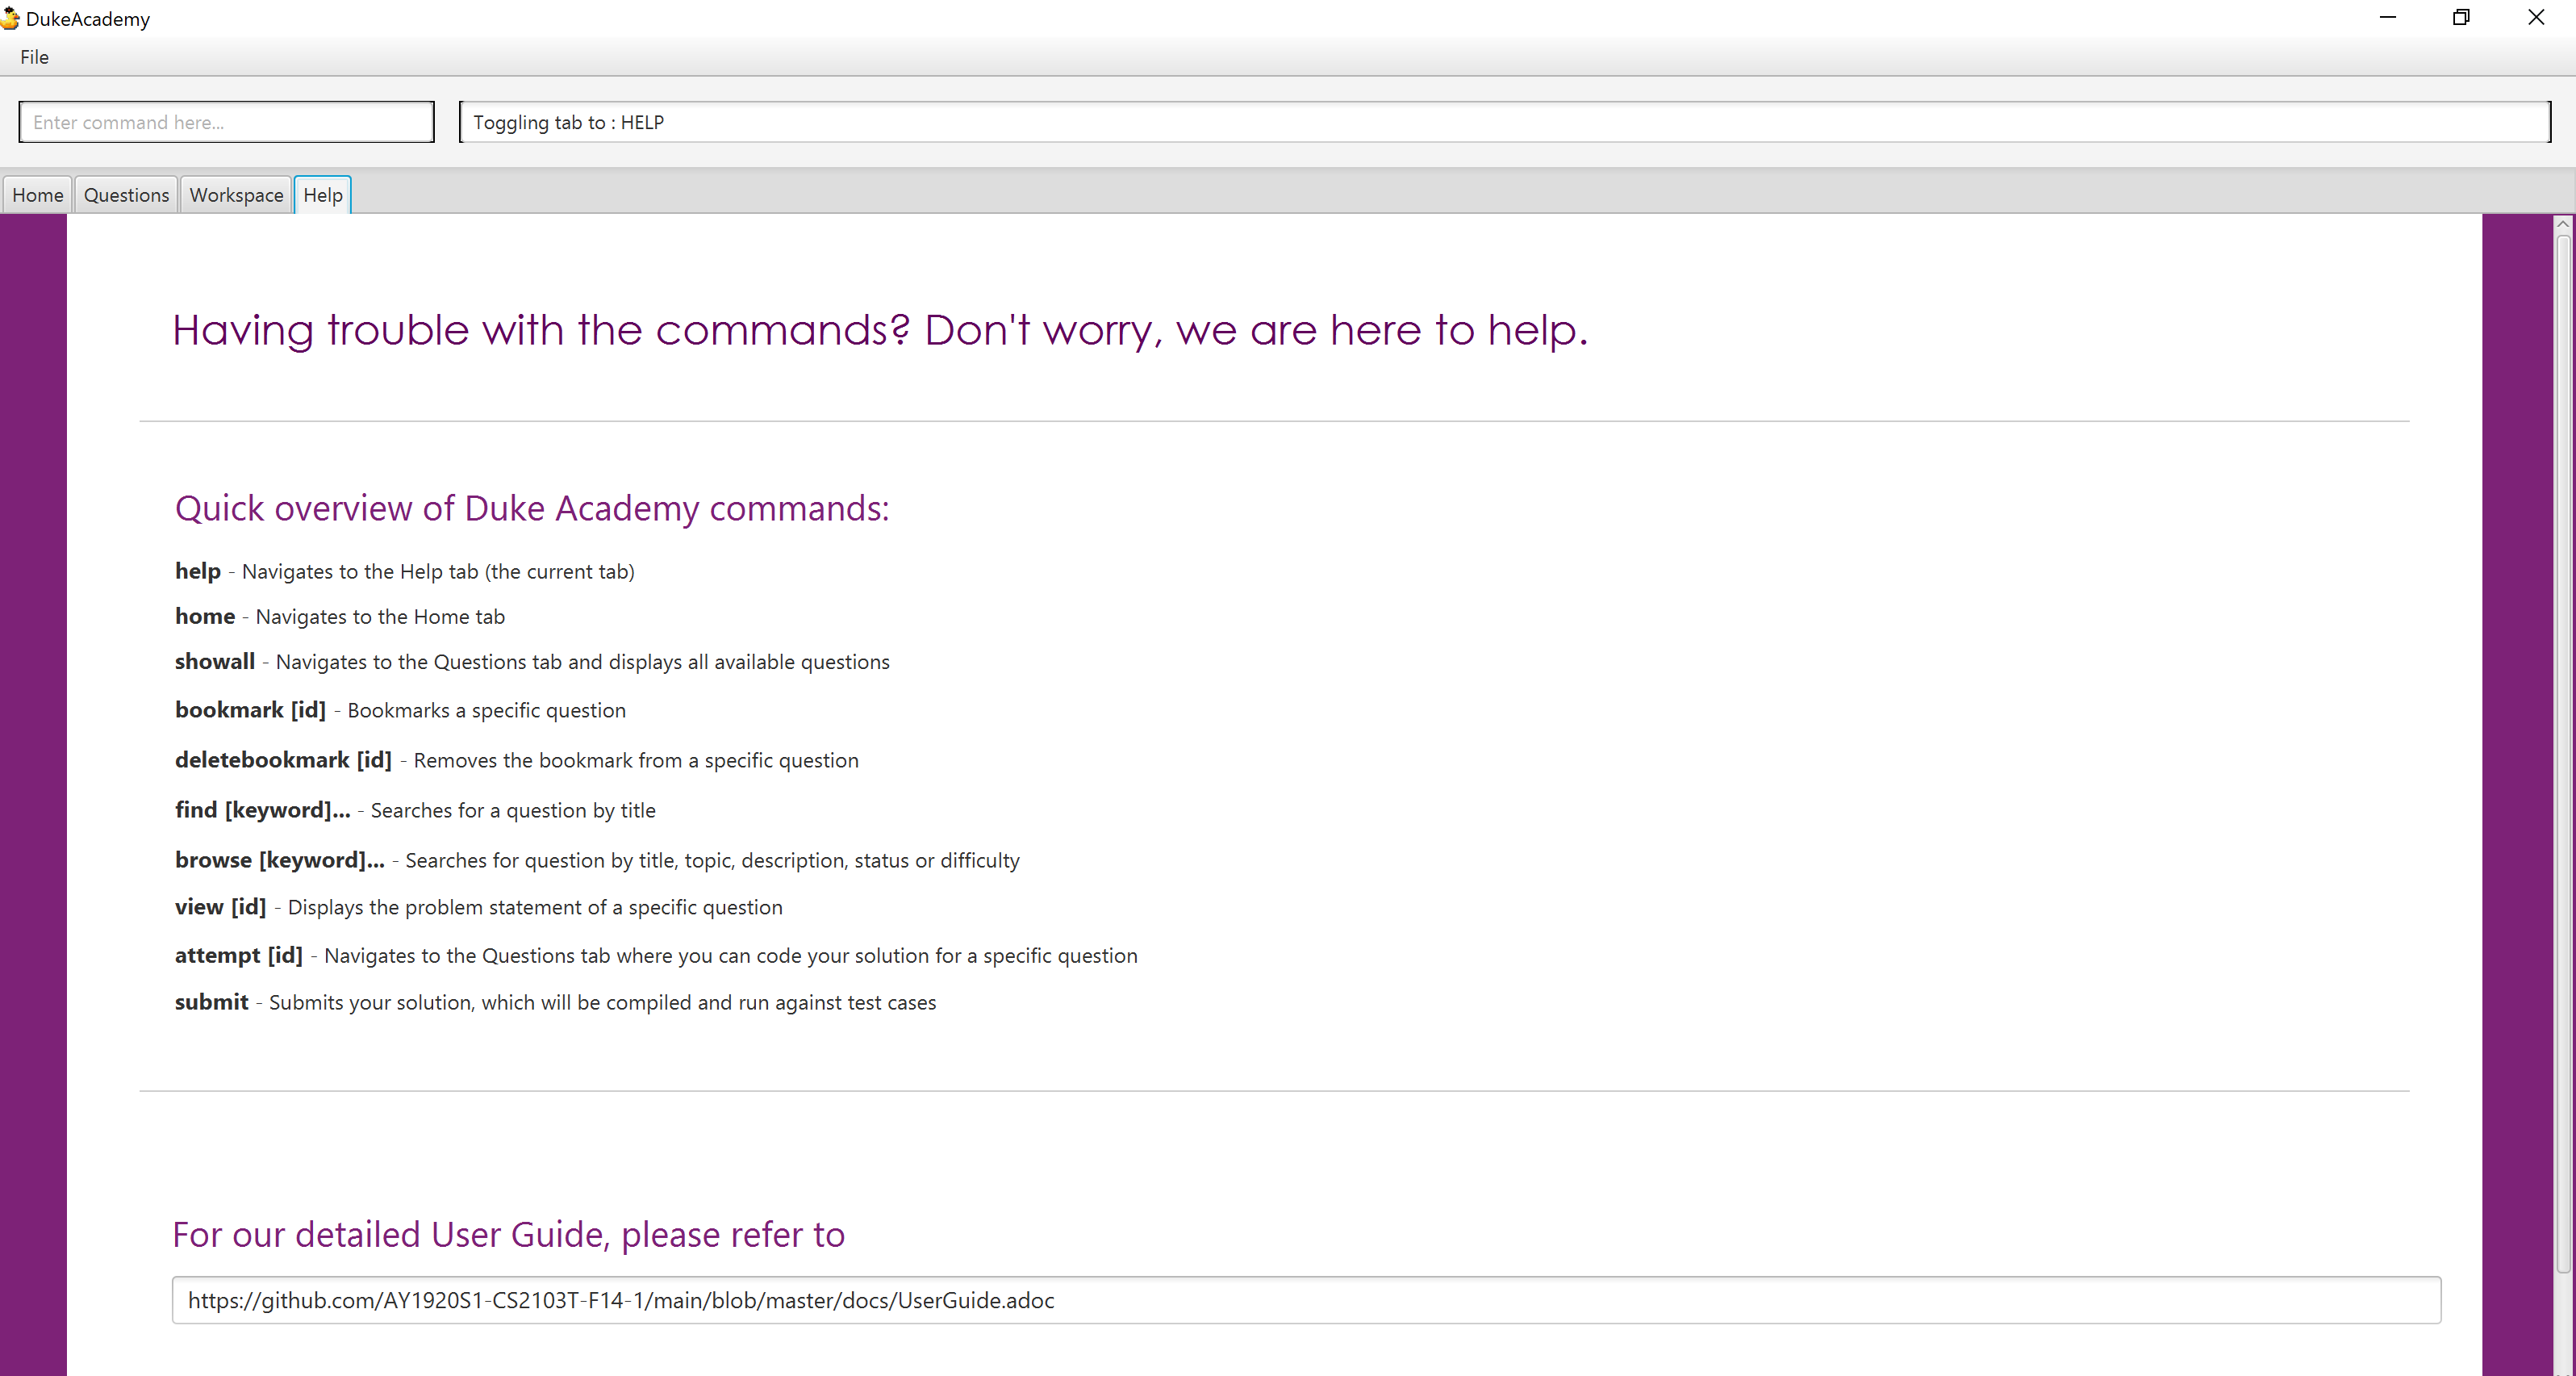 DukeAcademy
File
Enter command here...
Toggling tab to : HELP
Home Questions Workspace Help
Having trouble with the commands? Don't worry, we are here to help.
Quick overview of Duke Academy commands:
help - Navigates to the Help tab (the current tab)
home - Navigates to the Home tab
showall - Navigates to the Questions tab and displays all available questions
bookmark [id] - Bookmarks a specific question
deletebookmark [id] - Removes the bookmark from a specific question
find [keyword]... - Searches for a question by title
browse [keyword]... - Searches for question by title, topic, description, status or difficulty
view [id] - Displays the problem statement of a specific question
attempt [id] - Navigates to the Questions tab where you can code your solution for a specific question
submit - Submits your solution, which will be compiled and run against test cases
For our detailed User Guide, please refer to
https://github.com/AY1920S1-CS2103T-F14-1/main/blob/master/docs/UserGuide.adoc